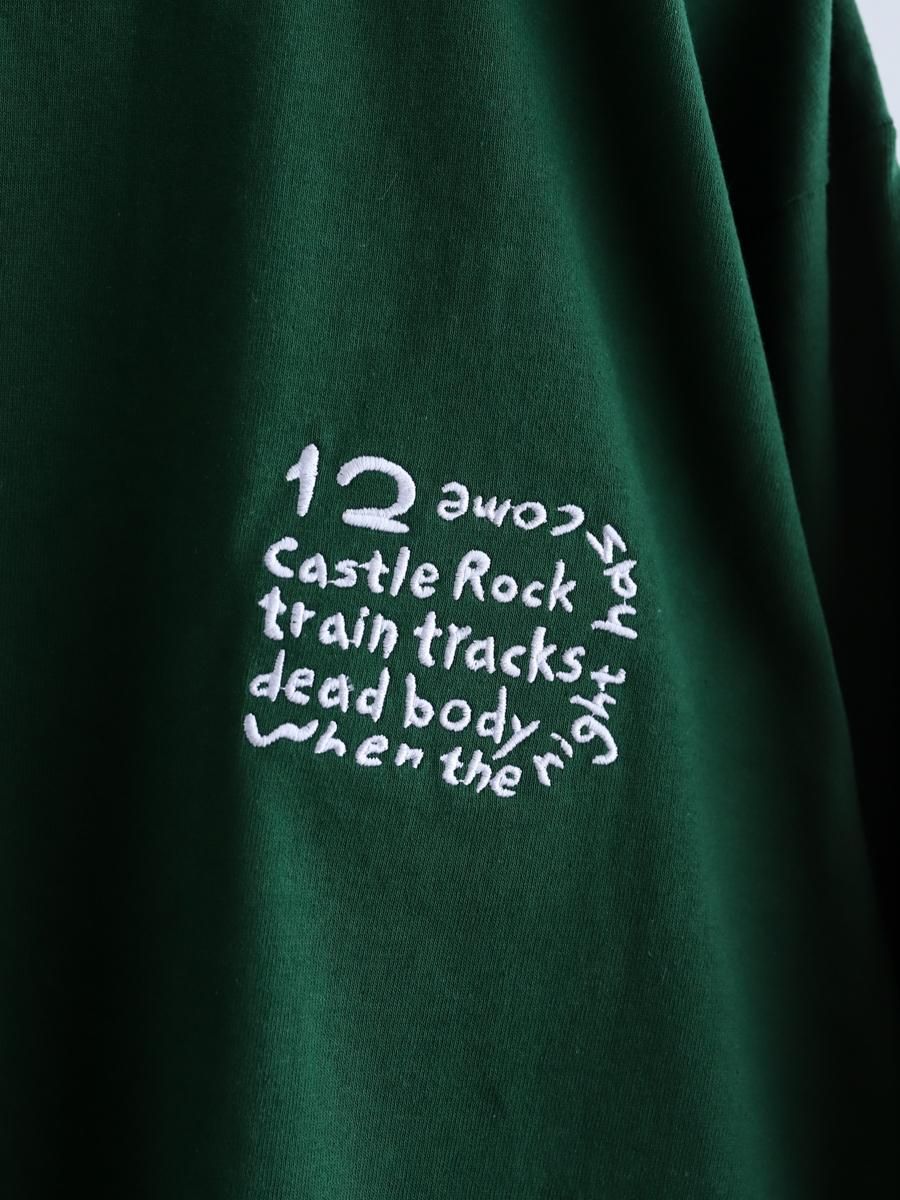 12
Castle Rock
train tracks
dead body
When the night has come